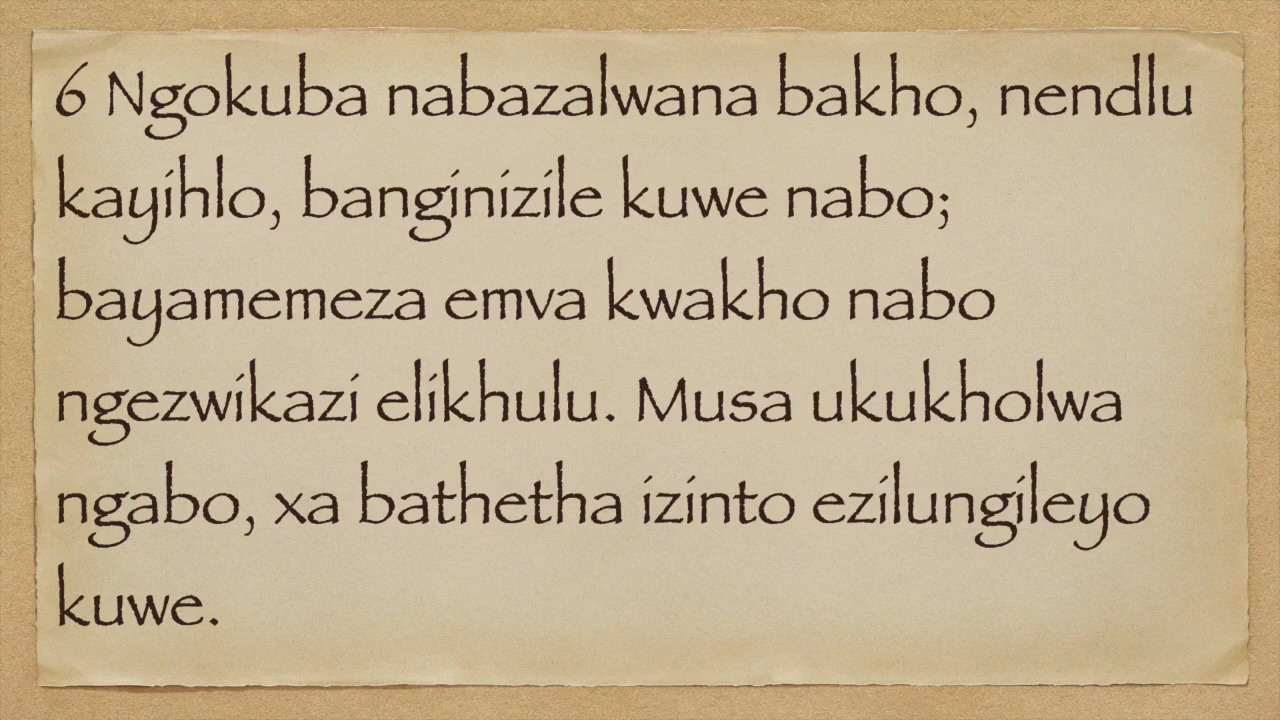 6 Ngokuba nabazalwana bakho, nendlu
kayihlo, banginizile kuwe nabo;
bayamemeza emva kwakho nabo
ngezwikazi elikhulu. Musa ukukholwa
ngabo, xa bathetha izinto ezilungileyo
kuwe.